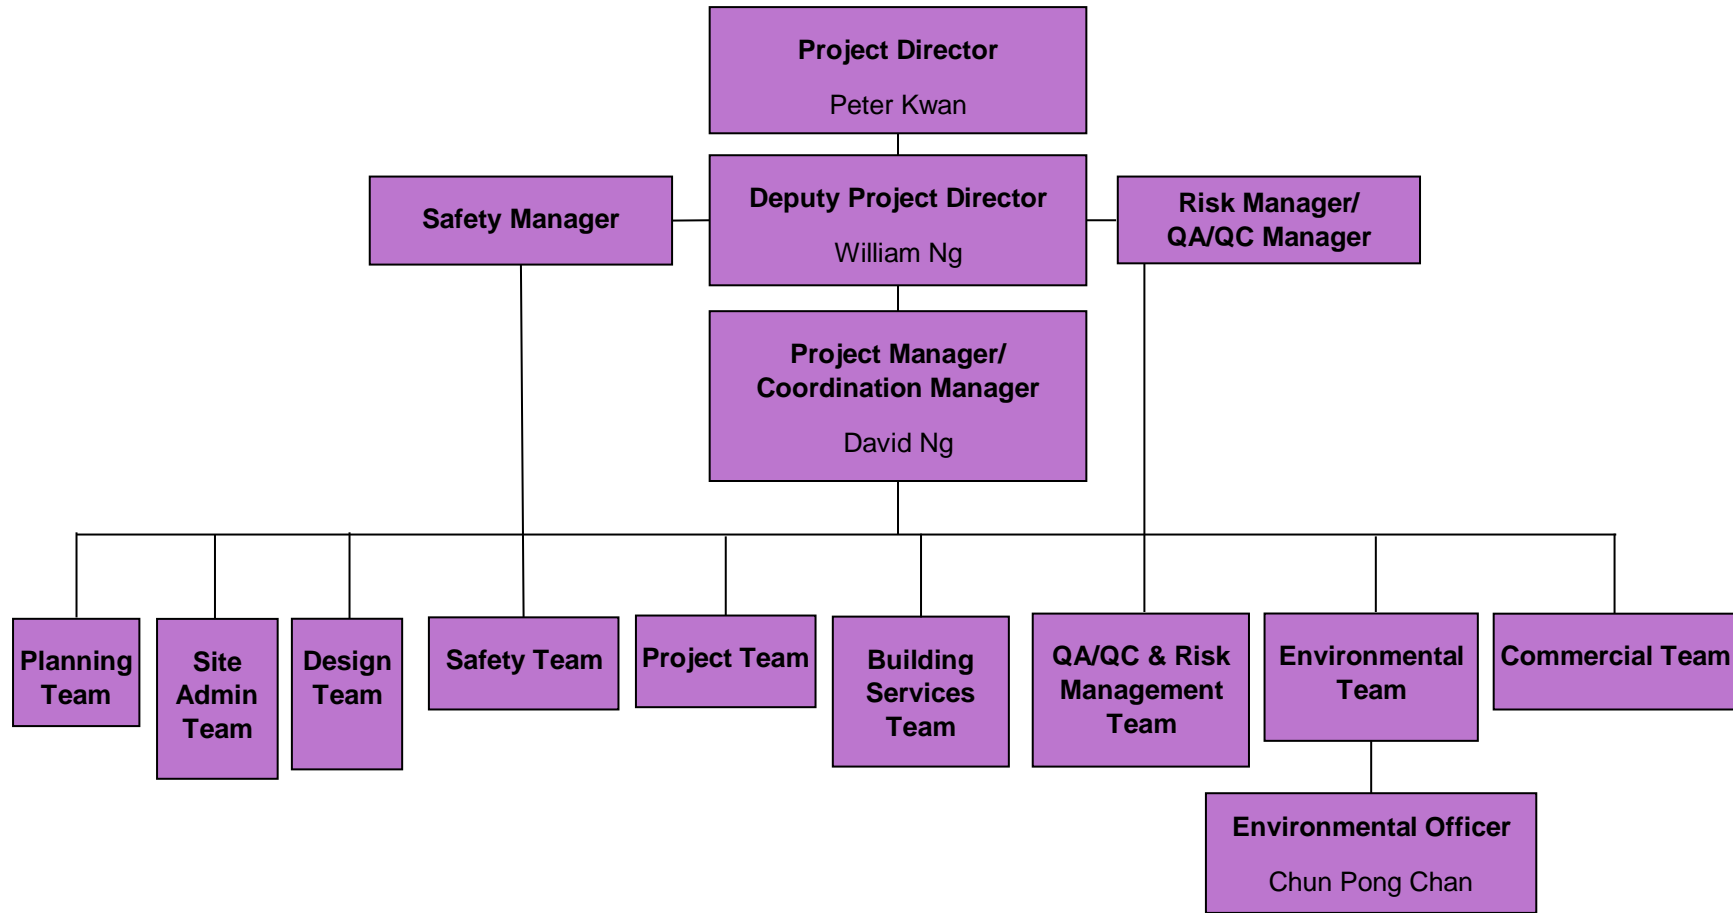 Project Director
Peter Kwan
Safety Manager
Deputy Project Director
William Ng
Risk Manager/
QA/QC Manager
Project Manager/
Coordination Manager
David Ng
Planning
Team
Site
Admin
Team
Design
Team
Safety Team
Project Team
Building
Services
Team
QA/QC & Risk
Management
Team
Environmental
Team
Commercial Team
Environmental Officer
Chun Pong Chan